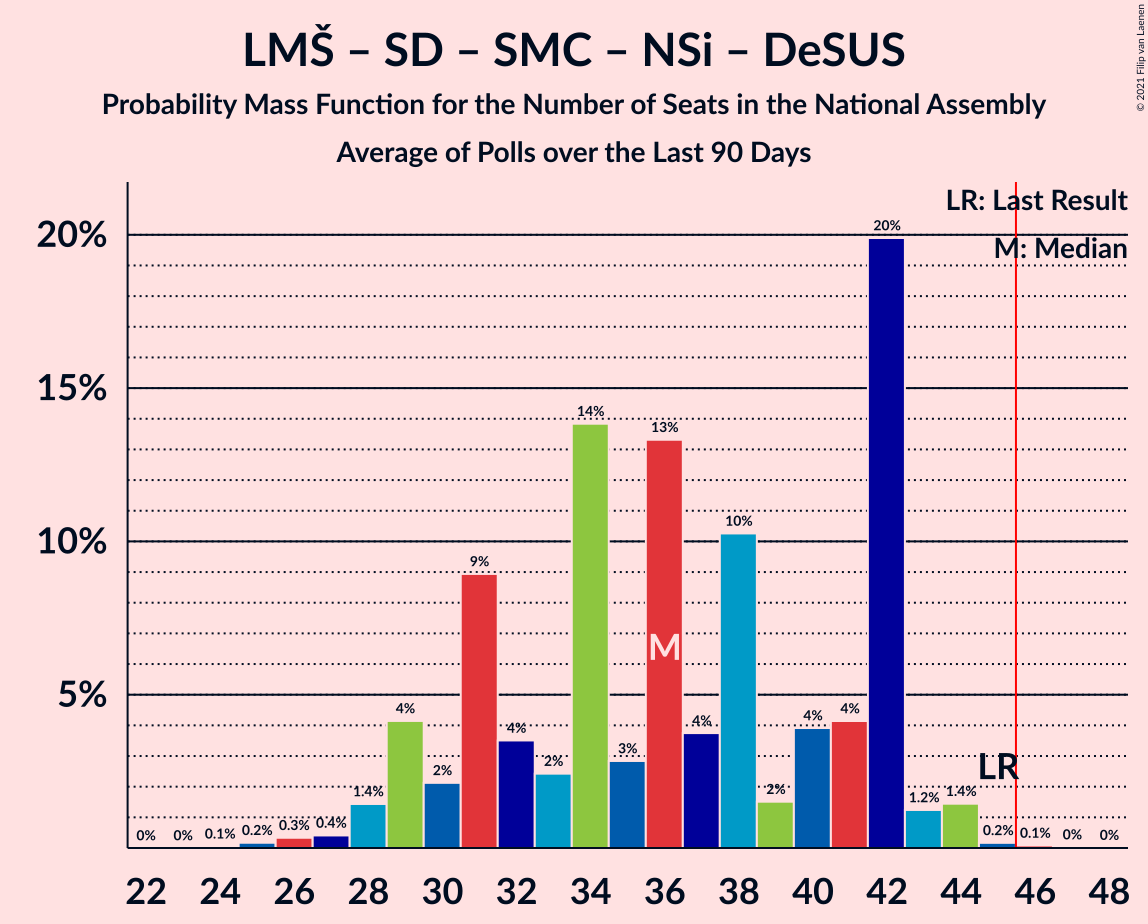 LMŠ – SD – SMC – NSi – DeSUS
Probability Mass Function for the Number of Seats in the National Assembly
Average of Polls over the Last 90 Days
© 2021 Filip van Laenen
LR: Last Result
M: Median
20%
15%
10%
5%
0% 0% 0.1% 0.2% 0.3% 0.4% 1.4% 4% 2% 9% 4% 2% 14% 3% 13% 4% 10% 2% 4% 4% 20% 1.2% 1.4% 0.2% 0.1% 0% 0%
M
LR
22 24 26 28 30 32 34 36 38 40 42 44 46 48